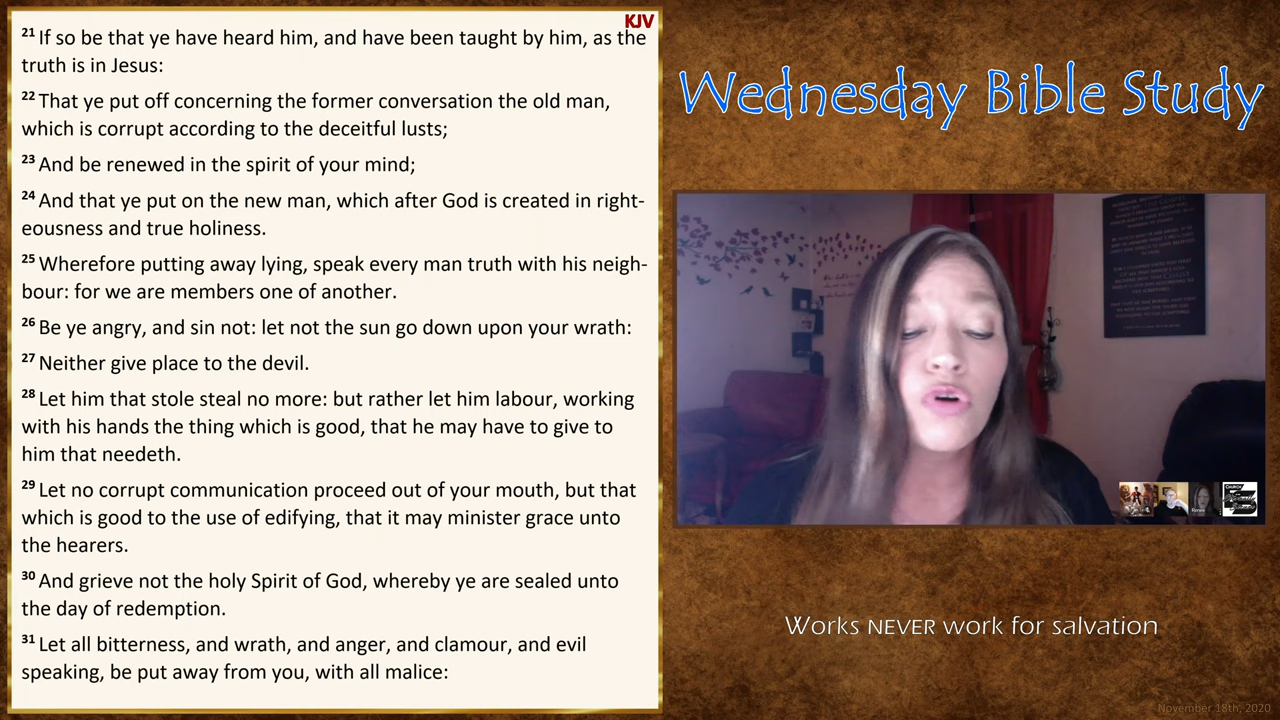 KJV
21 If so be that ye have heard him, and have been taught by him, as the
truth is in Jesus:
22 That ye put off concerning the former conversation the old man,
which is corrupt according to the deceitful lusts;
23 And be renewed in the spirit of your mind;
24 And that ye put on the new man, which after God is created in right-
eousness and true holiness.
25 Wherefore putting away lying, speak every man truth with his neigh-
bour: for we are members one of another.
26 Be ye angry, and sin not: let not the sun go down upon your wrath:
27 Neither give place to the devil.
28 Let him that stole steal no more: but rather let him labour, working
with his hands the thing which is good, that he may have to give to
him that needeth.
29 Let no corrupt communication proceed out of your mouth, but that
which is good to the use of edifying, that it may minister grace unto
the hearers.
30 And grieve not the holy Spirit of God, whereby ye are sealed unto
the day of redemption.
31 Let all bitterness, and wrath, and anger, and clamour, and evil
speaking, be put away from you, with all malice:
Wednesday Bible Study
Works NEVER work for salvation
November 18th, 2020